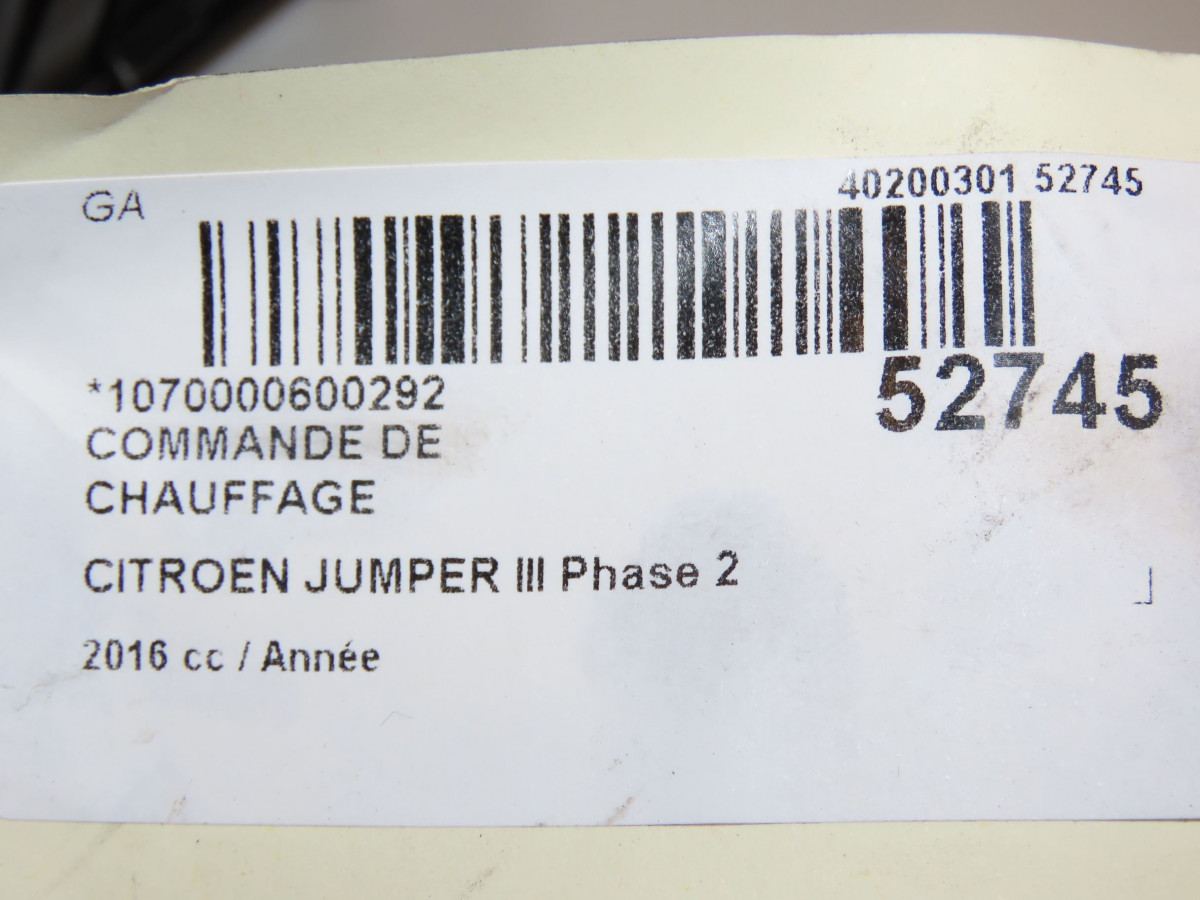 GA
40200301 52745
52745
*1070000600292
COMMANDE DE
CHAUFFAGE
CITROEN JUMPER III Phase 2
2016 cc / Année